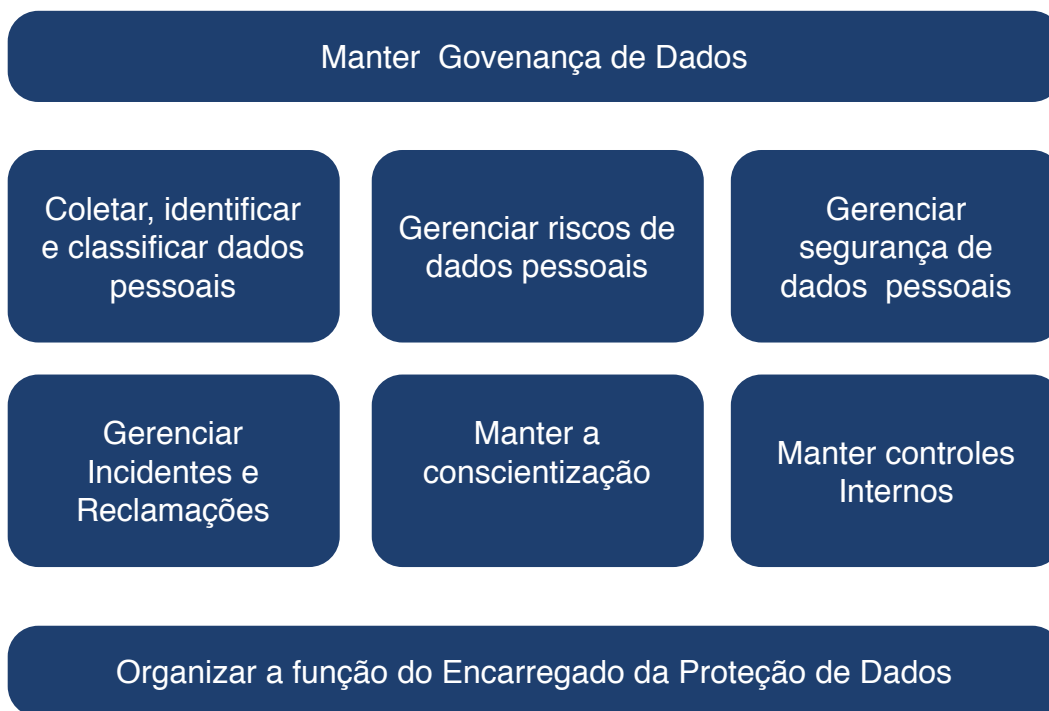 Manter  Govenança de Dados
Coletar, identificar
e classificar dados
pessoais
Gerenciar riscos de
dados pessoais
Gerenciar
segurança de
dados  pessoais
Gerenciar
Incidentes e
Reclamações
Manter a
conscientização
Manter controles
Internos
Organizar a função do Encarregado da Proteção de Dados